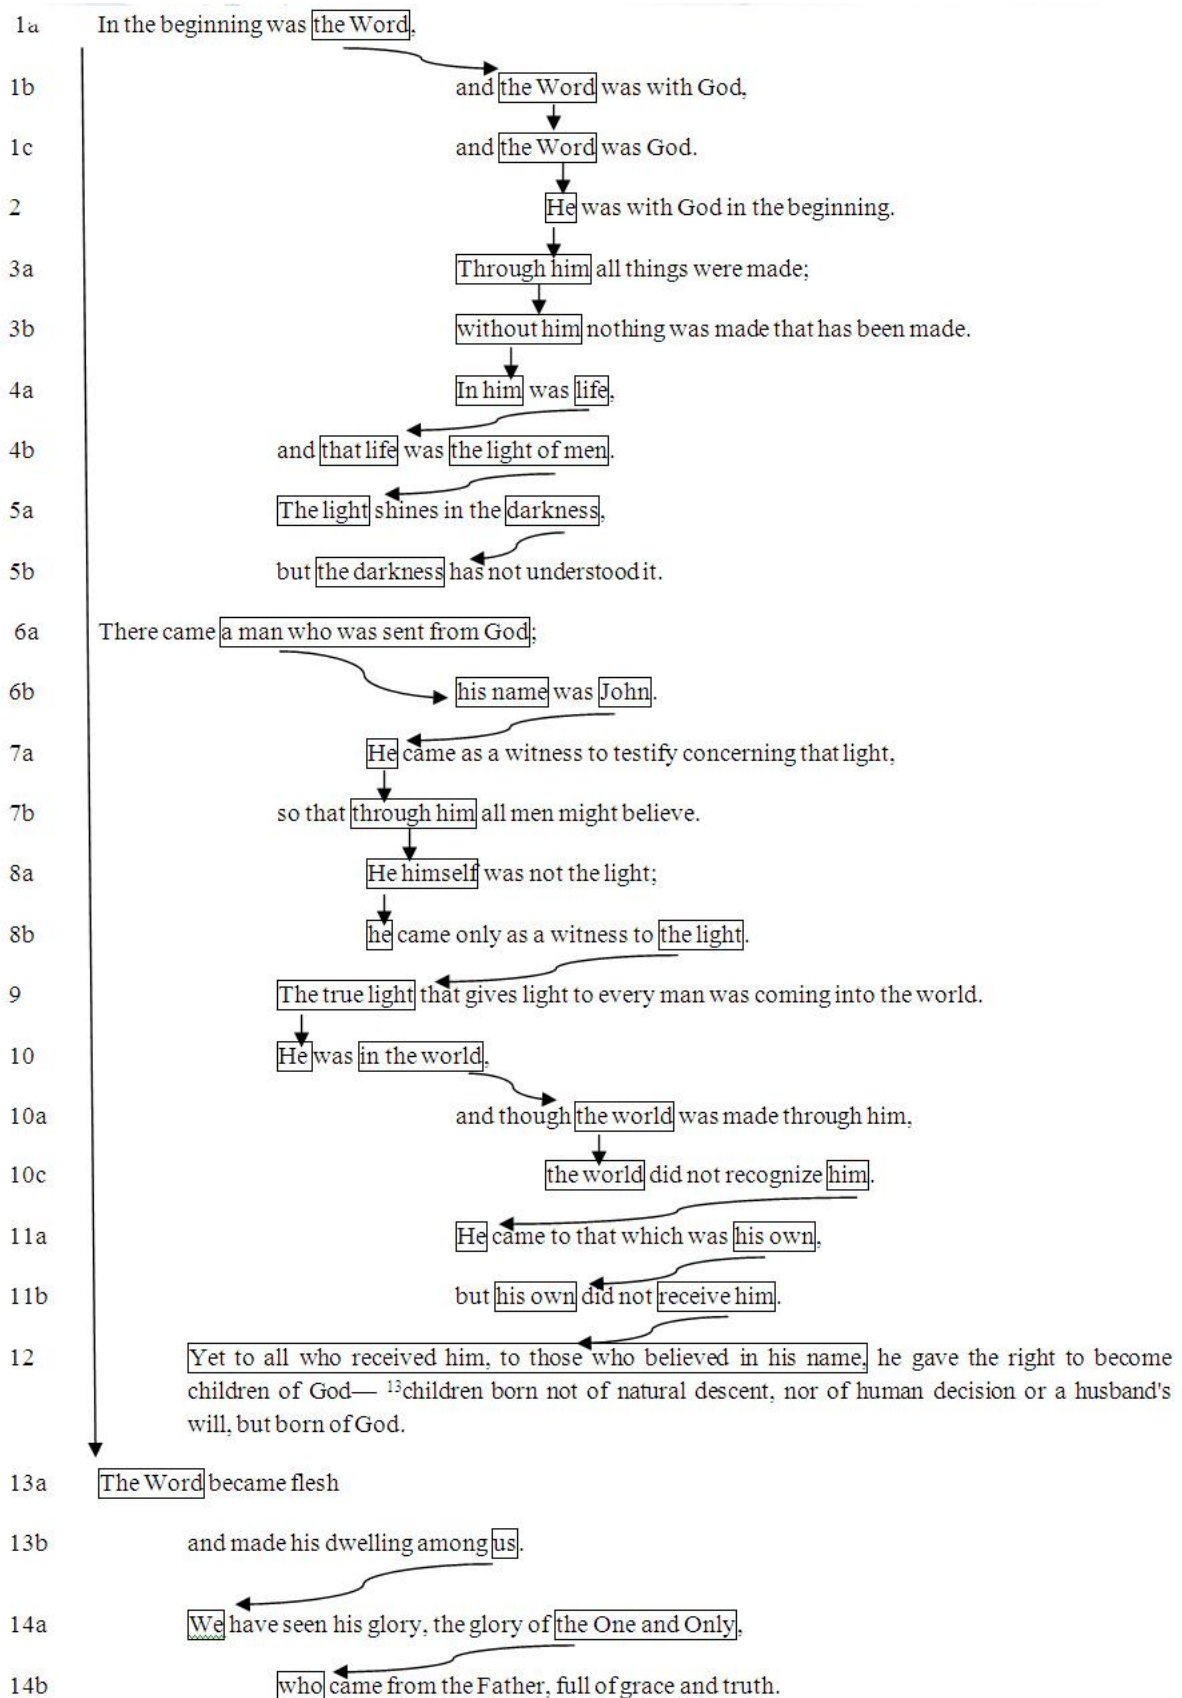 1a In the beginning was the Word,
1b and the Word was with God,
1c and the Word was God.
2 He was with God in the beginning.
3a Through him all things were made;
3b without him nothing was made that has been made.
4a In him was life,
4b and that life was the light of men.
5a The light shines in the darkness,
5b but the darkness has not understood it.
6a There came a man who was sent from God;
6b his name was John.
7a He came as a witness to testify concerning that light,
7b so that through him all men might believe.
8a He himself was not the light;
8b he came only as a witness to the light.
9 The true light that gives light to every man was coming into the world.
10 He was in the world,
10a and though the world was made through him,
10c the world did not recognize him.
11a He came to that which was his own,
11b but his own did not receive him.
12 Yet to all who received him, to those who believed in his name, he gave the right to become
children of God— ¹³children born not of natural descent, nor of human decision or a husband's
will, but born of God.
13a The Word became flesh
13b and made his dwelling among us.
14a We have seen his glory, the glory of the One and Only,
14b who came from the Father, full of grace and truth.